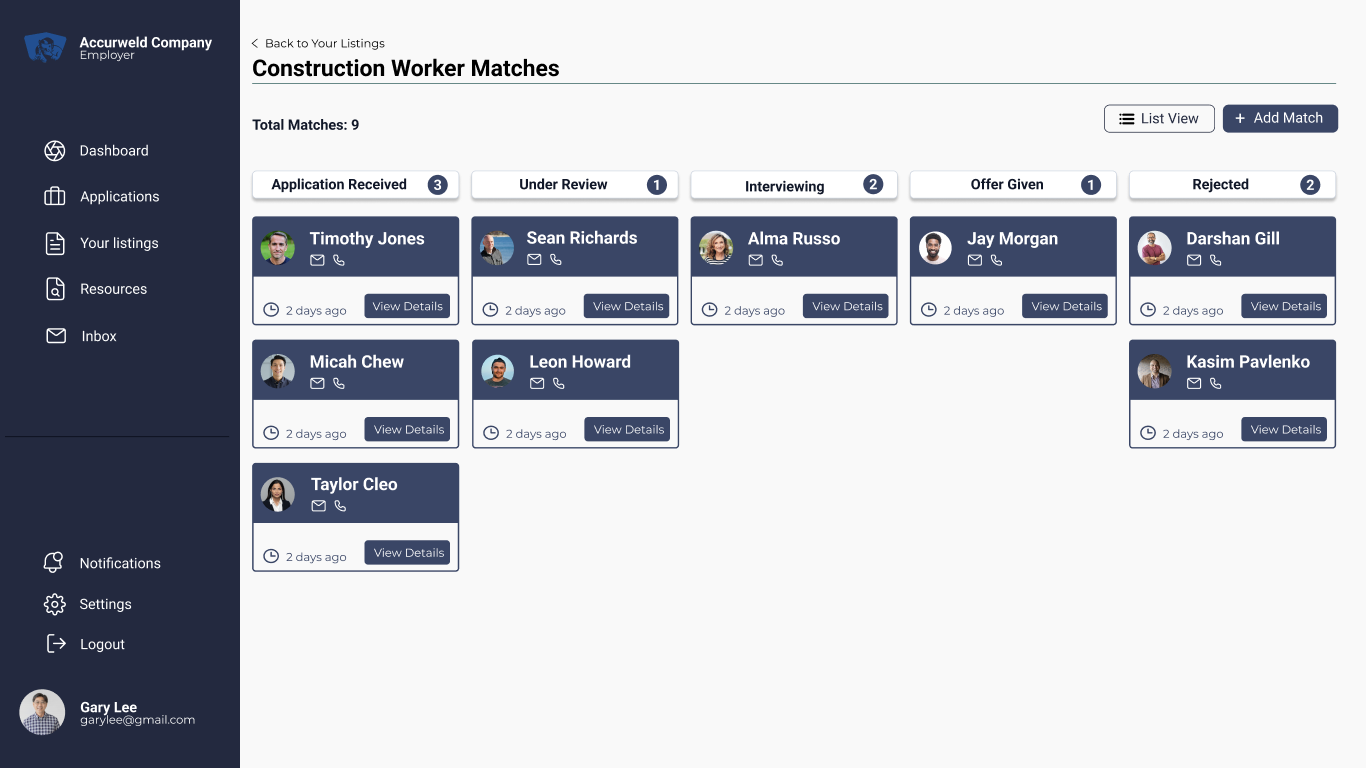 Accurweld Company
Employer
Dashboard
Applications
Your listings
Resources
Inbox
Notifications
Settings
Logout
Gary Lee
garylee@gmail.com
Back to Your Listings
Construction Worker Matches
Total Matches: 9
List View
+ Add Match
Application Received 3
Timothy Jones
2 days ago View Details
Micah Chew
2 days ago View Details
Taylor Cleo
2 days ago View Details
Under Review 1
Sean Richards
2 days ago View Details
Leon Howard
2 days ago View Details
Interviewing 2
Alma Russo
2 days ago View Details
Offer Given 1
Jay Morgan
2 days ago View Details
Rejected 2
Darshan Gill
2 days ago View Details
Kasim Pavlenko
2 days ago View Details